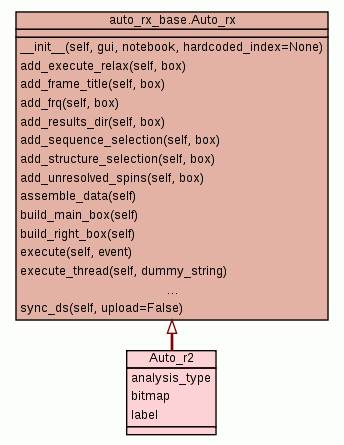 auto_rx_base.Auto_rx
__init__(self, gui, notebook, hardcoded_index=None)
add_execute_relax(self, box)
add_frame_title(self, box)
add_frq(self, box)
add_results_dir(self, box)
add_sequence_selection(self, box)
add_structure_selection(self, box)
add_unresolved_spins(self, box)
assemble_data(self)
build_main_box(self)
build_right_box(self)
execute(self, event)
execute_thread(self, dummy_string)
...
sync_ds(self, upload=False)
Auto_r2
analysis_type
bitmap
label